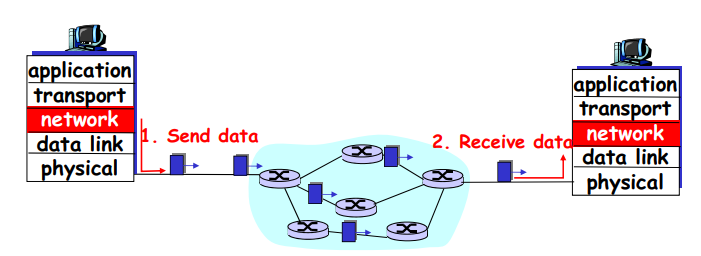 application
transport
network
data link
physical
1. Send data
2. Receive data
application
transport
network
data link
physical